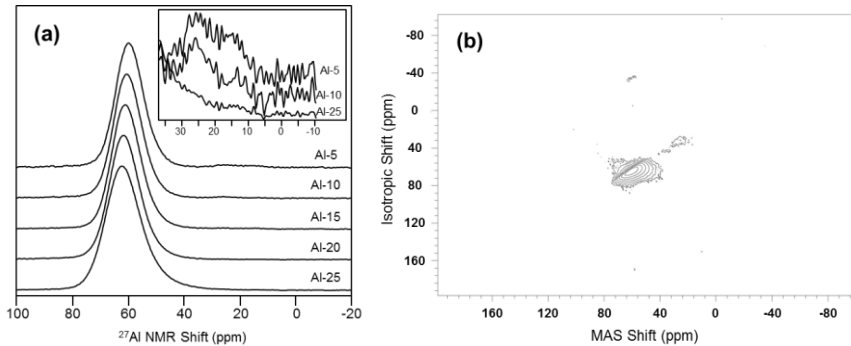 (a)
Al-5
Al-10
Al-25
30 20 10 5 0 -10
Al-5
Al-10
Al-15
Al-20
Al-25
100 80 60 40 20 0 -20
²⁷Al NMR Shift (ppm)
(b)
-80
-40
0
40
80
120
160
160 120 80 40 0 -40 -80
Isotropic Shift (ppm)
MAS Shift (ppm)